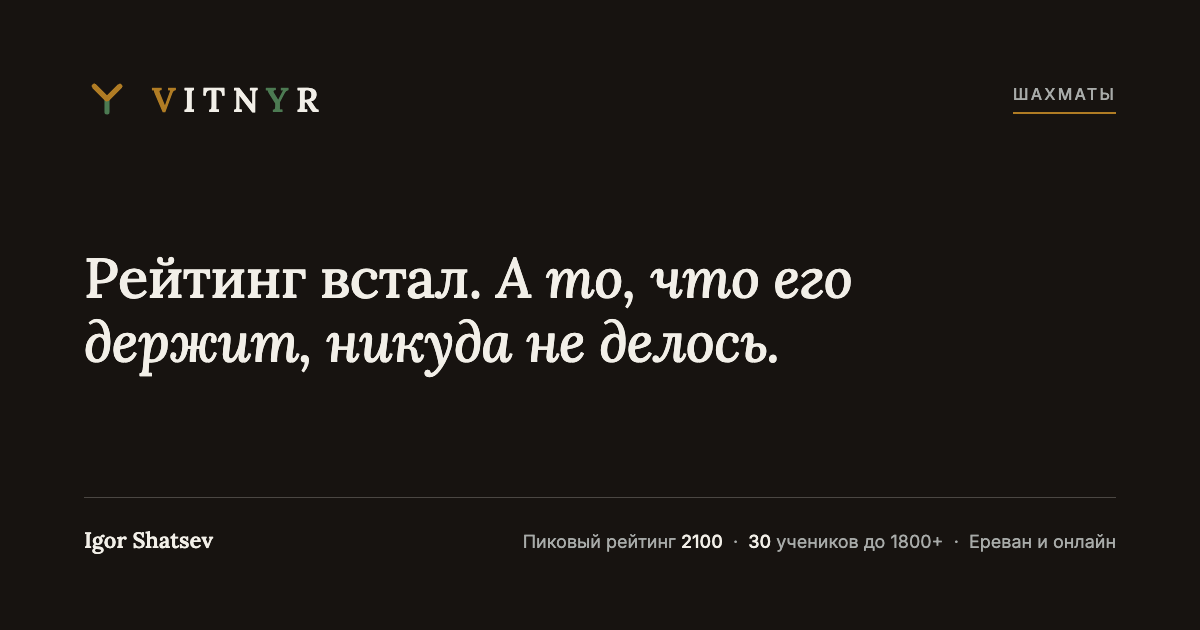 VITNYR
ШАХМАТЫ
Рейтинг встал. А то, что его
держит, никуда не делось.
Igor Shatsev
Пиковый рейтинг 2100 · 30 учеников до 1800+ · Ереван и онлайн